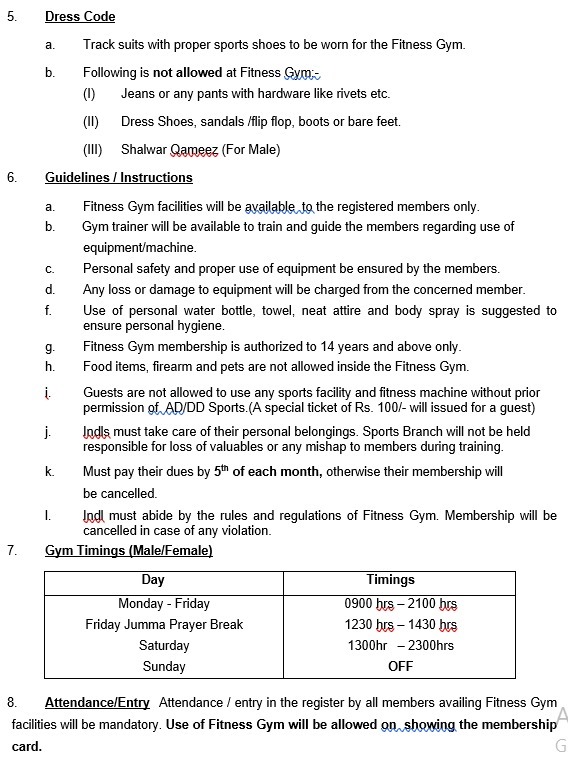 5. Dress Code
a. Track suits with proper sports shoes to be worn for the Fitness Gym.
b. Following is not allowed at Fitness Gym:-
(I) Jeans or any pants with hardware like rivets etc.
(II) Dress Shoes, sandals /flip flop, boots or bare feet.
(III) Shalwar Qameez (For Male)
6. Guidelines / Instructions
a. Fitness Gym facilities will be available to the registered members only.
b. Gym trainer will be available to train and guide the members regarding use of
equipment/machine.
c. Personal safety and proper use of equipment be ensured by the members.
d. Any loss or damage to equipment will be charged from the concerned member.
f. Use of personal water bottle, towel, neat attire and body spray is suggested to
ensure personal hygiene.
g. Fitness Gym membership is authorized to 14 years and above only.
h. Food items, firearm and pets are not allowed inside the Fitness Gym.
i. Guests are not allowed to use any sports facility and fitness machine without prior
permission of AD/DD Sports.(A special ticket of Rs. 100/- will issued for a guest)
j. Indls must take care of their personal belongings. Sports Branch will not be held
responsible for loss of valuables or any mishap to members during training.
k. Must pay their dues by 5th of each month, otherwise their membership will
be cancelled.
l. Indl must abide by the rules and regulations of Fitness Gym. Membership will be
cancelled in case of any violation.
7. Gym Timings (Male/Female)
Day Timings
Monday - Friday 0900 hrs – 2100 hrs
Friday Jumma Prayer Break 1230 hrs – 1430 hrs
Saturday 1300hr – 2300hrs
Sunday OFF
8. Attendance/Entry Attendance / entry in the register by all members availing Fitness Gym
facilities will be mandatory. Use of Fitness Gym will be allowed on showing the membership
card.